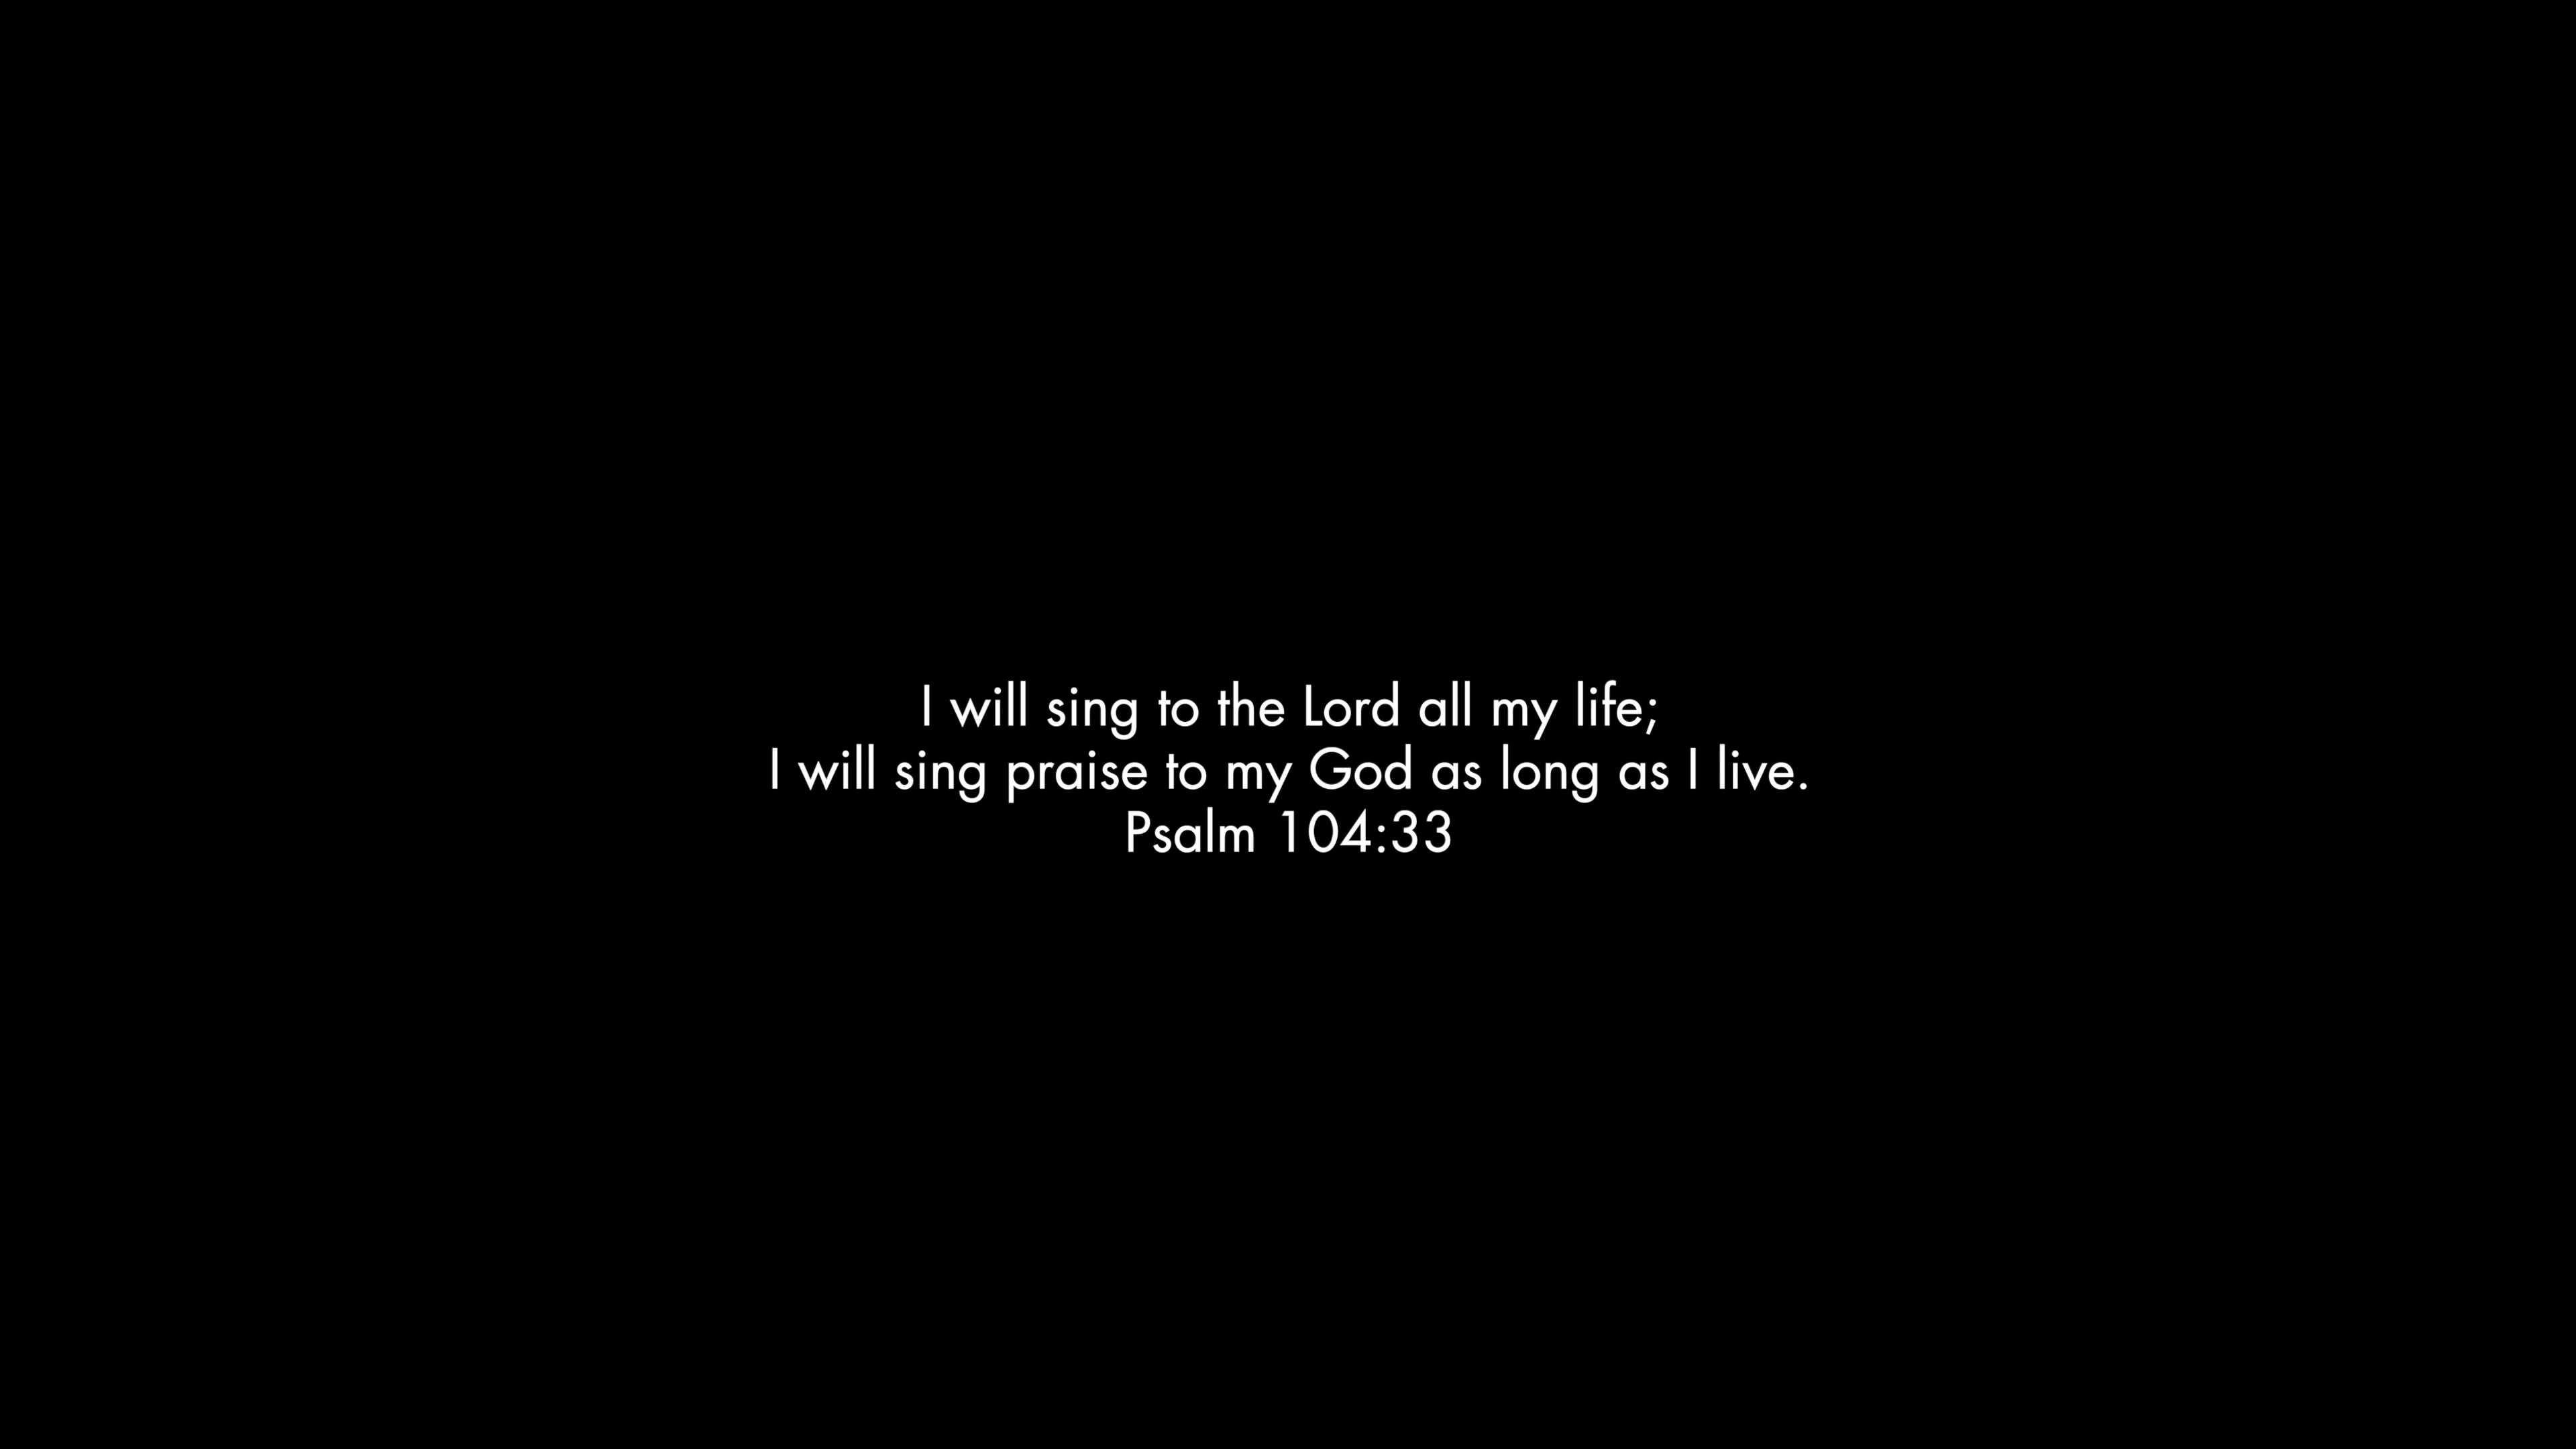 I will sing to the Lord all my life;
I will sing praise to my God as long as I live.
Psalm 104:33